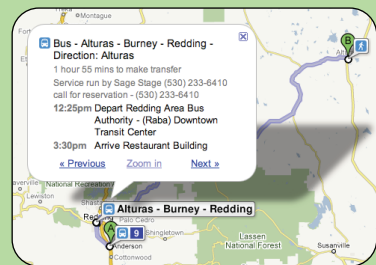 Montague
Bus - Alturas - Burney - Redding -
Direction: Alturas
1 hour 55 mins to make transfer
Service run by Sage Stage (530) 233-6410
call for reservation - (530) 233-6410
12:25pm Depart Redding Area Bus
Authority - (Raba) Downtown
Transit Center
3:30pm Arrive Restaurant Building
« Previous Zoom in Next »
B
National Recreation
Lewiston
Alturas - Burney - Redding
Palo Cedro
A
9
Shingletown
Anderson
Cottonwood
Lassen
National Forest
Susanville